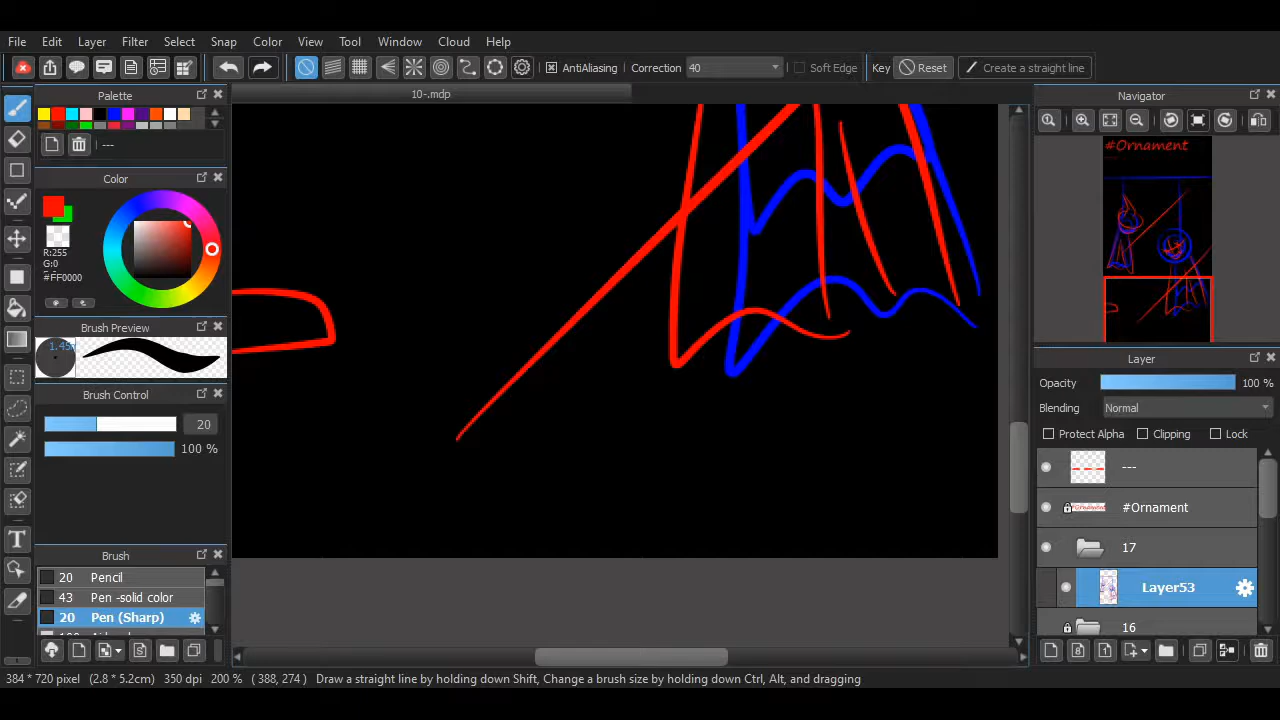 File Edit Layer Filter Select Snap Color View Tool Window Cloud Help
AntiAliasing Correction 40 Soft Edge Key Reset Create a straight line
Palette
10-.mdp
Navigator
---
#Ornament
Color
R:255
G:0
#FF0000
Brush Preview
1.45
Brush Control
20
100 %
Layer
Opacity 100 %
Blending Normal
Protect Alpha Clipping Lock
---
#Ornament
17
Layer53
16
Brush
20 Pencil
43 Pen -solid color
20 Pen (Sharp)
384 * 720 pixel (2.8 * 5.2cm) 350 dpi 200 % ( 388, 274 ) Draw a straight line by holding down Shift, Change a brush size by holding down Ctrl, Alt, and dragging